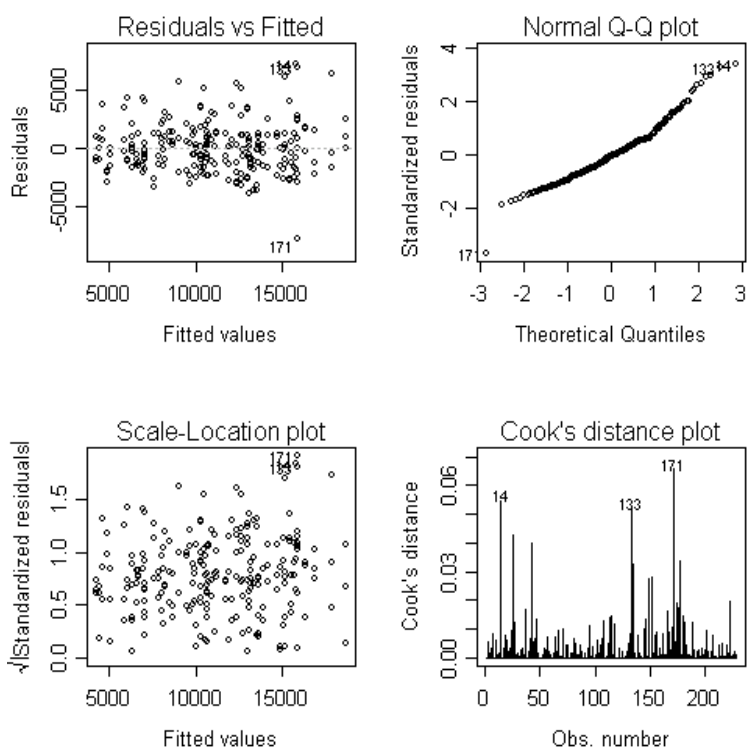 Residuals vs Fitted
Residuals
5000
0
-5000
14
171
5000 10000 15000
Fitted values
Normal Q-Q plot
Standardized residuals
4
2
0
-2
133 14
171
-3 -2 -1 0 1 2 3
Theoretical Quantiles
Scale-Location plot
√|Standardized residuals|
1.5
1.0
0.5
0.0
171
14
5000 10000 15000
Fitted values
Cook's distance plot
Cook's distance
0.06
0.03
0.00
14
133
171
0 50 100 150 200
Obs. number